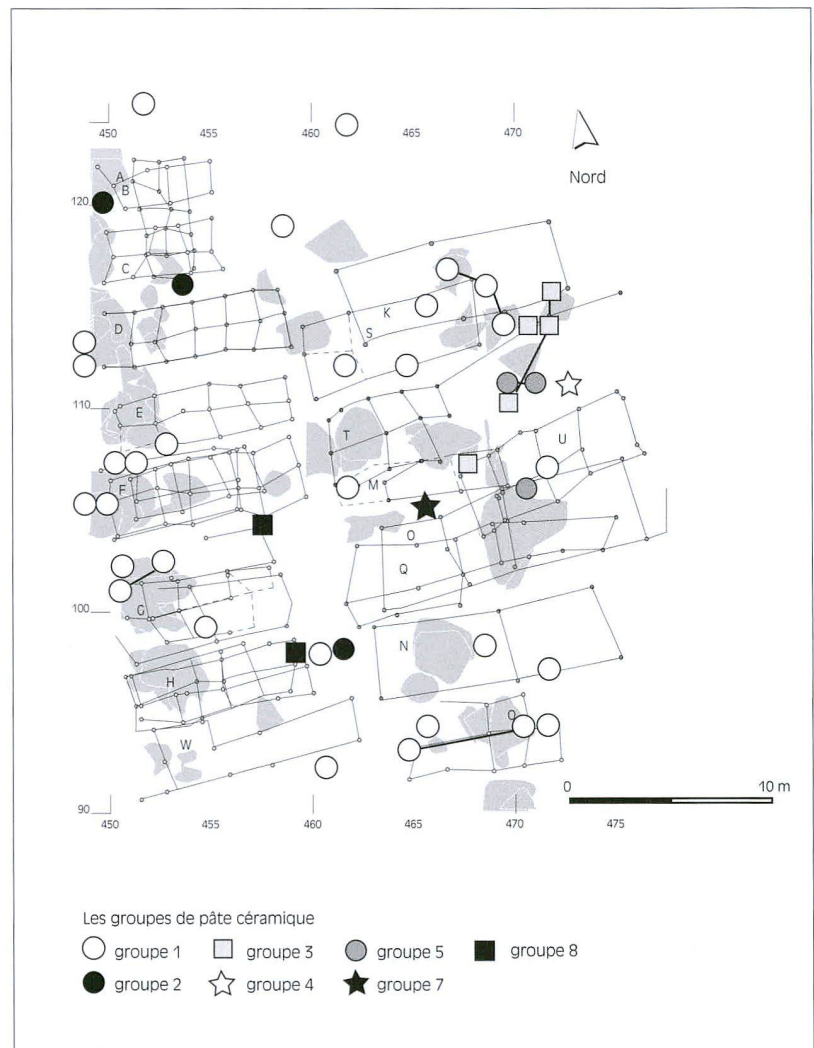 450 455 460 465 470
Nord
A
B
120
C
K
S
D
110
E
T
U
F
M
O
Q
100
G
N
H
O
W
0 10 m
90
450 455 460 465 470 475
Les groupes de pâte céramique
groupe 1 groupe 3 groupe 5 groupe 8
groupe 2 groupe 4 groupe 7